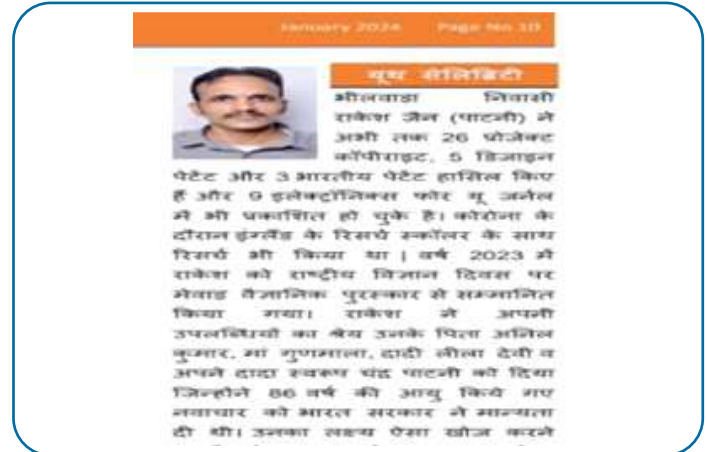 January 2024 Page No 10
यूथ सेलिब्रिटी
भीलवाडा निवासी
राकेश जैन (पाटनी) ने
अभी तक 26 प्रोजेक्ट
कॉपीराइट, 5 डिजाइन
पेटेंट और 3 भारतीय पेटेंट हासिल किए
हैं और 9 इलेक्ट्रॉनिक्स फोर यू जर्नल
में भी प्रकाशित हो चुके है। कोरोना के
दौरान इंग्लैंड के रिसर्च स्कॉलर के साथ
रिसर्च भी किया था | वर्ष 2023 में
राकेश को राष्ट्रीय विज्ञान दिवस पर
मेवाड वैज्ञानिक पुरस्कार से सम्मानित
किया गया। राकेश ने अपनी
उपलब्धियों का श्रेय उनके पिता अनिल
कुमार, मां गुणमाला, दादी लीला देवी व
अपने दादा स्वरूप चंद्र पाटनी को दिया
जिन्होंने 86 वर्ष की आयु किये गए
नवाचार को भारत सरकार ने मान्यता
दी थी। उनका लक्ष्य ऐसा खोज करने